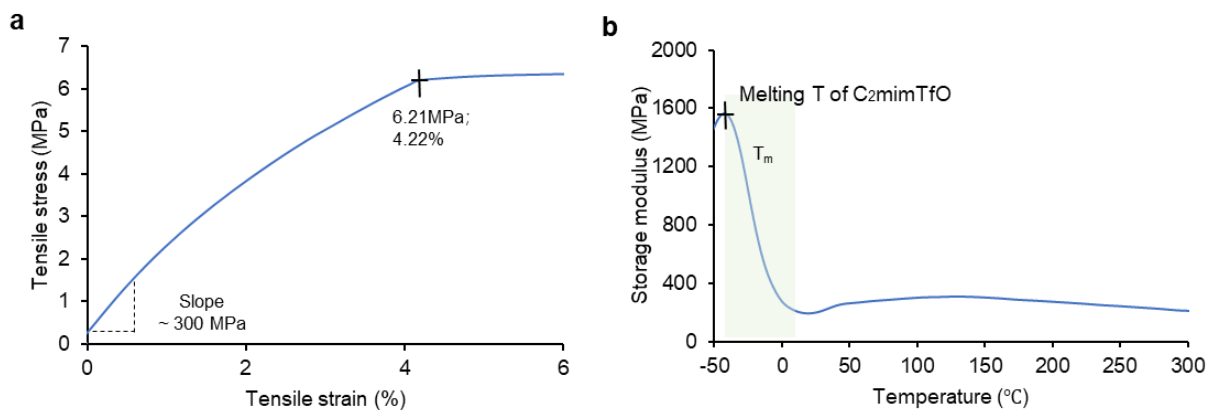 a
7
6
5
4
3
2
1
0
Tensile stress (MPa)
6.21MPa;
4.22%
Slope
~ 300 MPa
0
2
4
6
Tensile strain (%)
b
2000
1600
1200
800
400
0
Storage modulus (MPa)
Melting T of C₂mimTfO
Tₘ
-50
0
50
100
150
200
250
300
Temperature (℃)